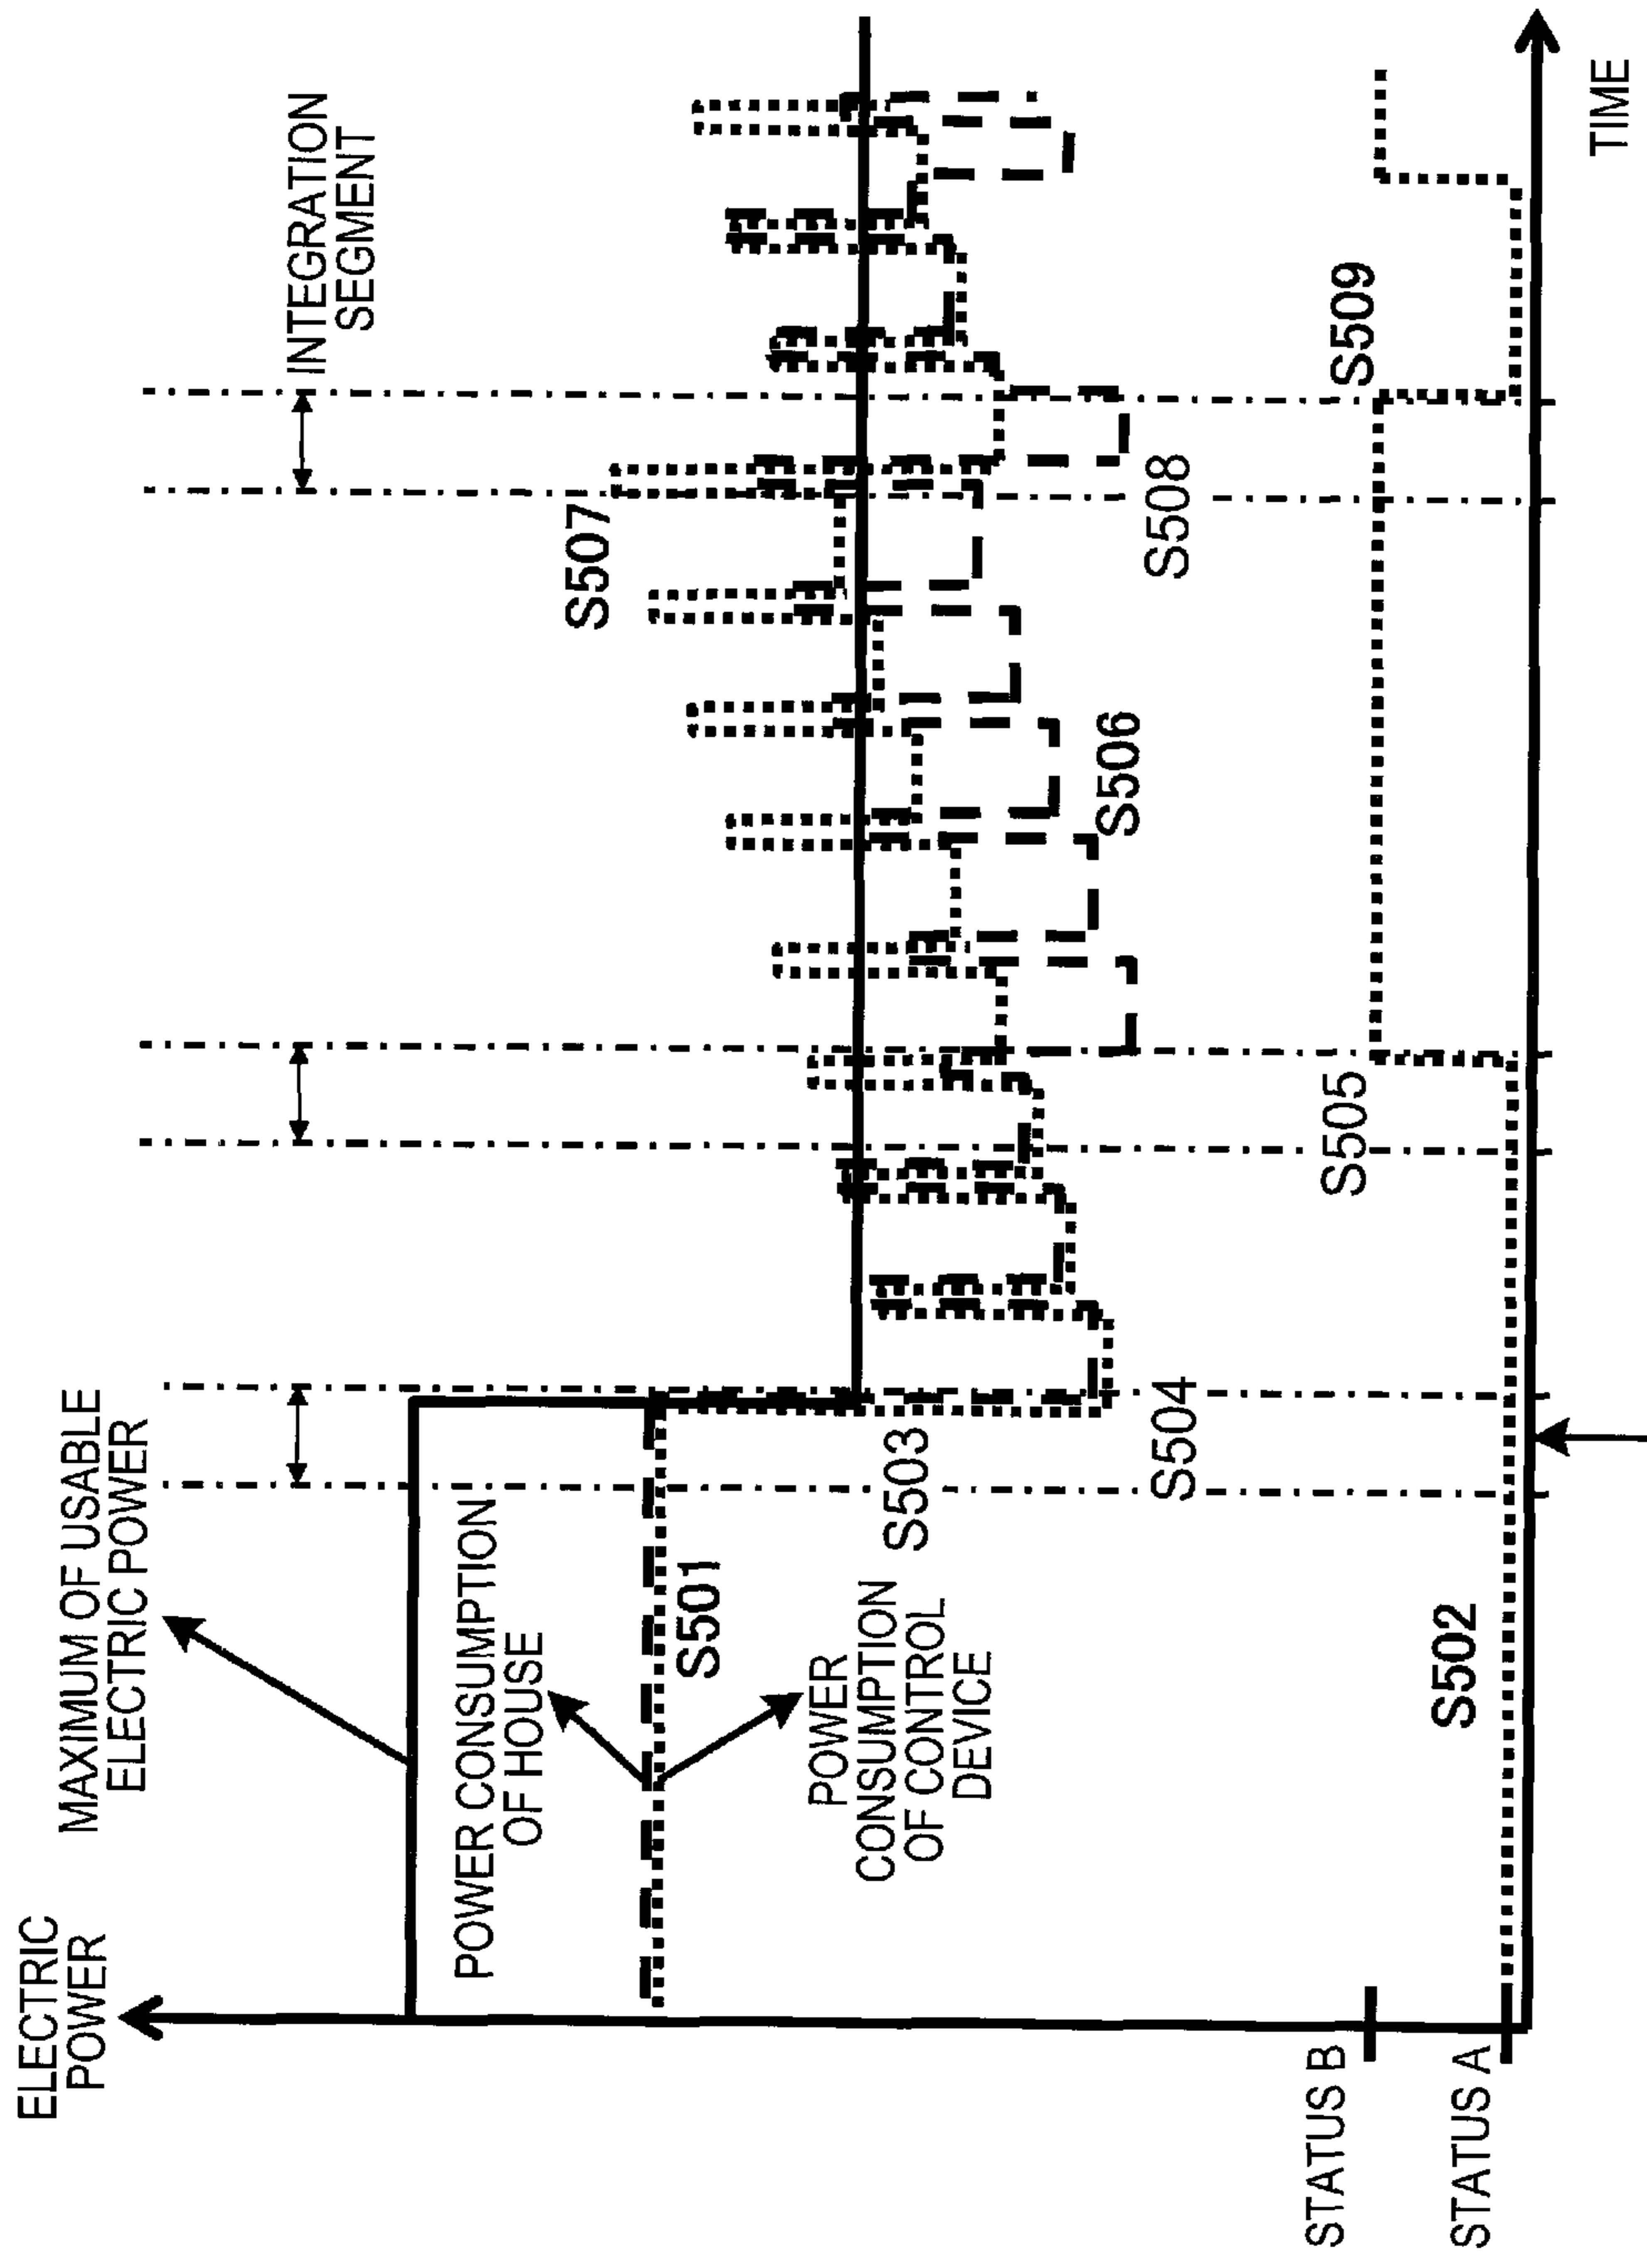 ELECTRIC
POWER
MAXIMUM OF USABLE
ELECTRIC POWER
INTEGRATION
SEGMENT
POWER CONSUMPTION
OF HOUSE
S501
POWER
CONSUMPTION
OF CONTROL
DEVICE
S503
S507
S504
S506
S508
S505
S509
S502
STATUS B
STATUS A
TIME